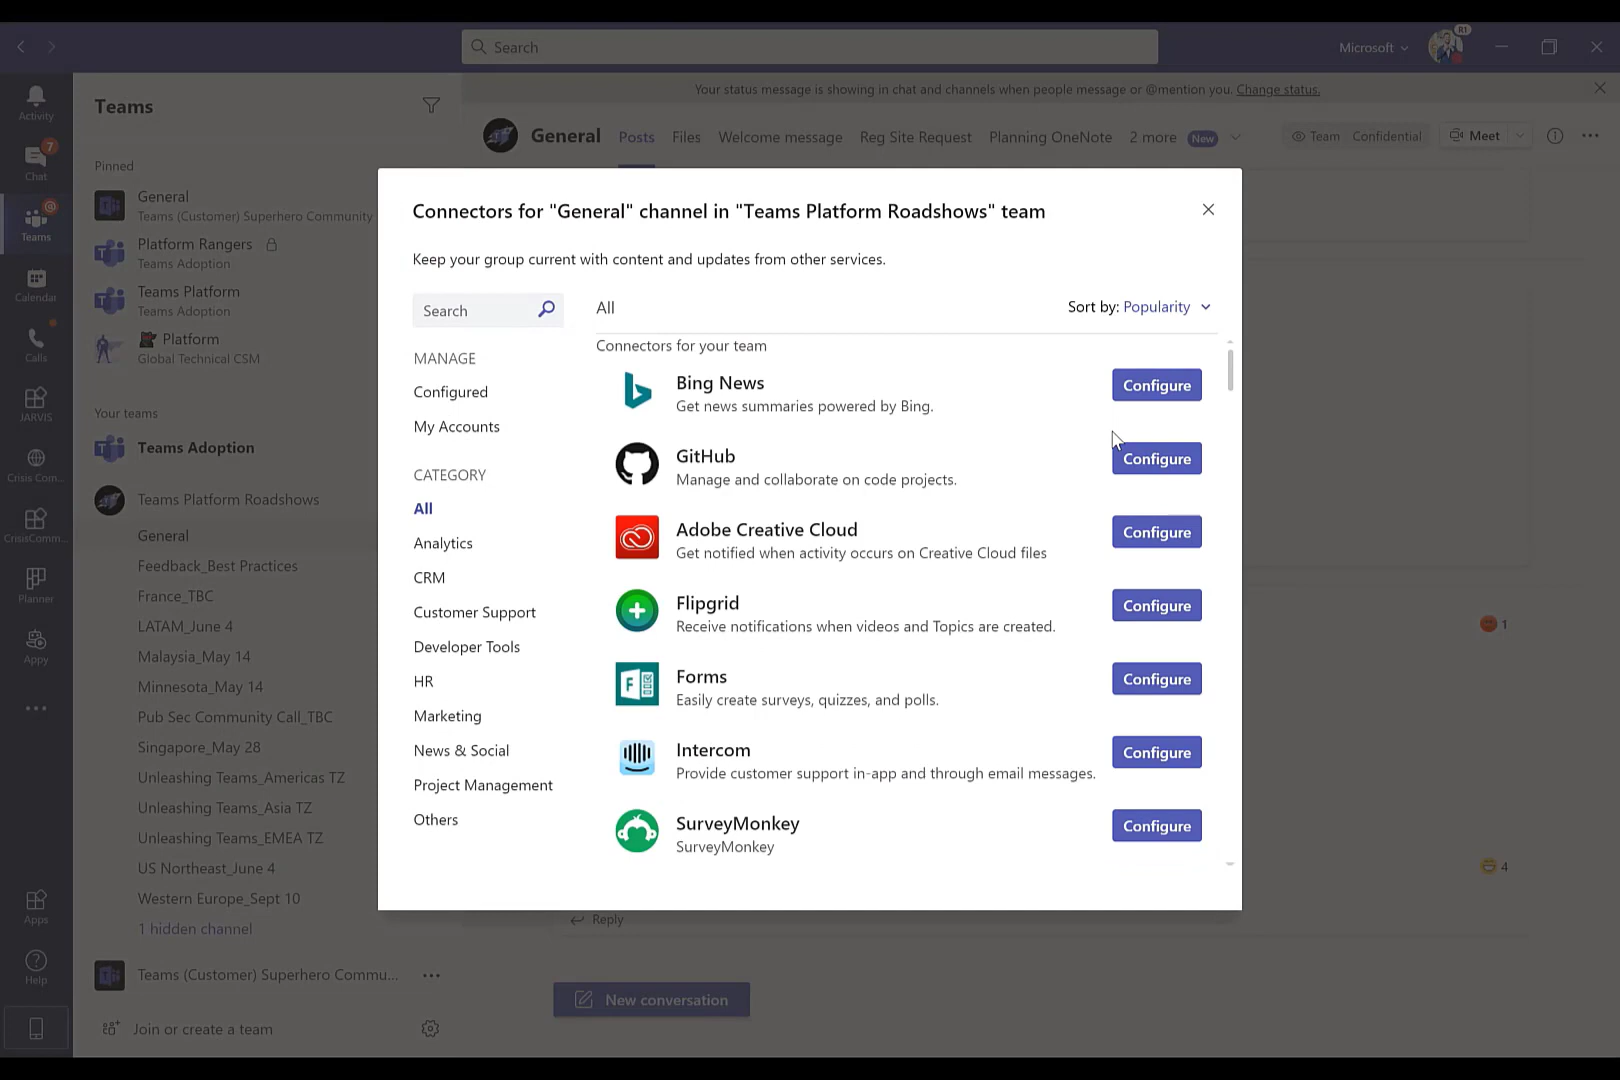 Search
Microsoft
R1
Your status message is showing in chat and channels when people message or @mention you. Change status.
Activity
7
Chat
@
Teams
Calendar
Calls
JARVIS
Crisis Com...
CrisisComm...
Planner
Appy
Apps
Help
Teams
Pinned
General
Teams (Customer) Superhero Community
Platform Rangers
Teams Adoption
Teams Platform
Teams Adoption
Platform
Global Technical CSM
Your teams
Teams Adoption
Teams Platform Roadshows
General
Feedback_Best Practices
France_TBC
LATAM_June 4
Malaysia_May 14
Minnesota_May 14
Pub Sec Community Call_TBC
Singapore_May 28
Unleashing Teams_Americas TZ
Unleashing Teams_Asia TZ
Unleashing Teams_EMEA TZ
US Northeast_June 4
Western Europe_Sept 10
1 hidden channel
Teams (Customer) Superhero Commu...
Join or create a team
General Posts Files Welcome message Reg Site Request Planning OneNote 2 more New
Team Confidential Meet
Connectors for "General" channel in "Teams Platform Roadshows" team
Keep your group current with content and updates from other services.
Search
MANAGE
Configured
My Accounts
CATEGORY
All
Analytics
CRM
Customer Support
Developer Tools
HR
Marketing
News & Social
Project Management
Others
All
Sort by: Popularity
Connectors for your team
Bing News
Get news summaries powered by Bing.
Configure
GitHub
Manage and collaborate on code projects.
Configure
Adobe Creative Cloud
Get notified when activity occurs on Creative Cloud files
Configure
Flipgrid
Receive notifications when videos and Topics are created.
Configure
Forms
Easily create surveys, quizzes, and polls.
Configure
Intercom
Provide customer support in-app and through email messages.
Configure
SurveyMonkey
SurveyMonkey
Configure
1
4
Reply
New conversation